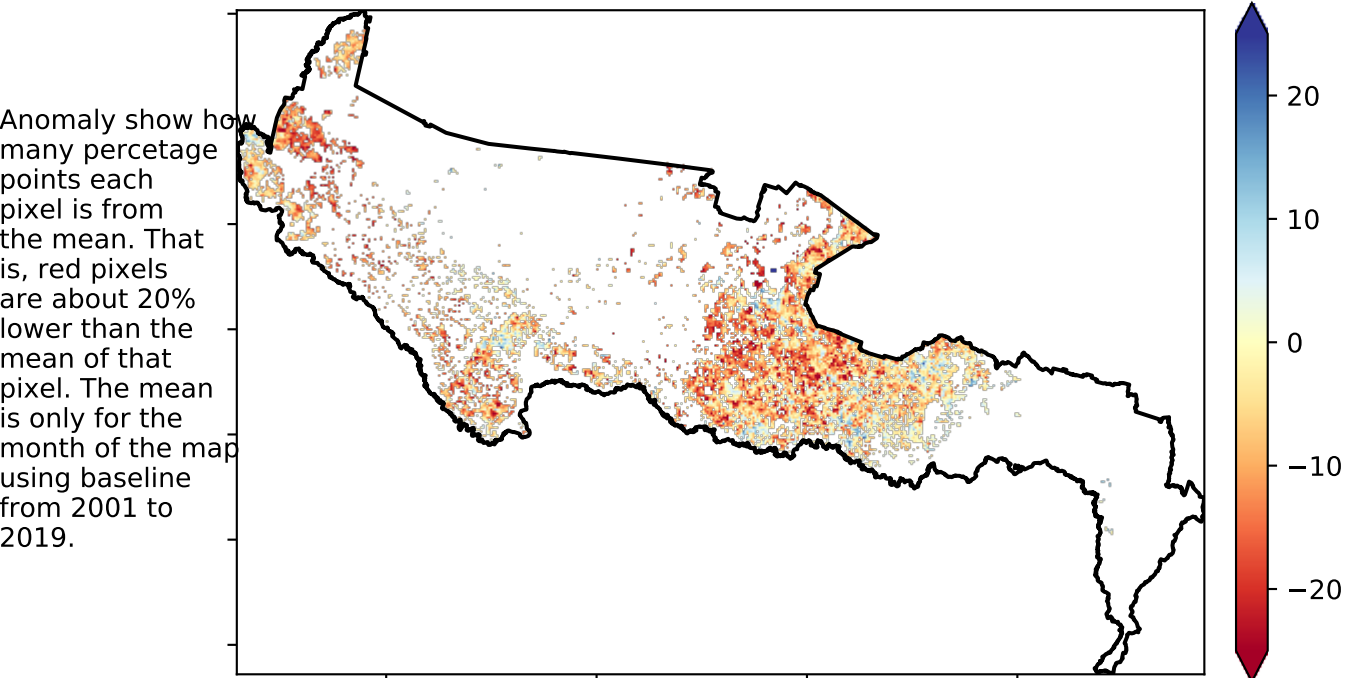 Anomaly show how
many percetage
points each
pixel is from
the mean. That
is, red pixels
are about 20%
lower than the
mean of that
pixel. The mean
is only for the
month of the map
using baseline
from 2001 to
2019.
20
10
0
−10
−20